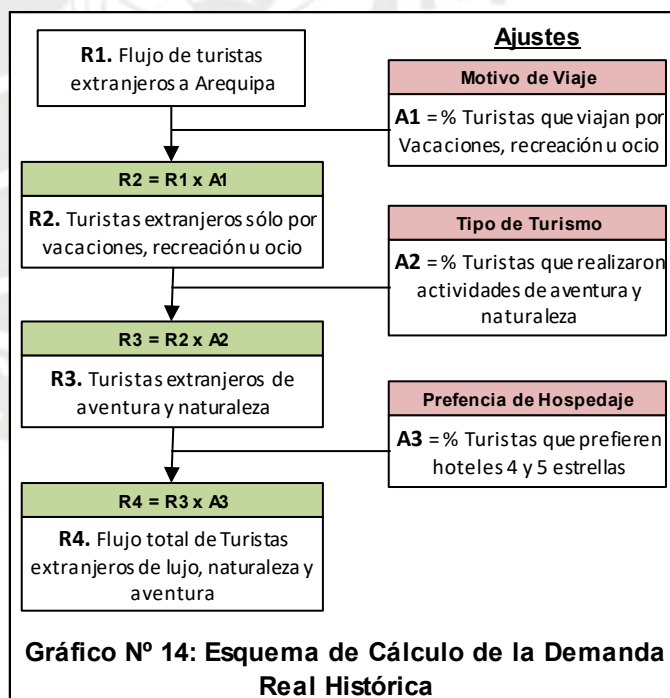 R1. Flujo de turistas
extranjeros a Arequipa
Ajustes
Motivo de Viaje
A1 = % Turistas que viajan por
Vacaciones, recreación u ocio
R2 = R1 x A1
R2. Turistas extranjeros sólo por
vacaciones, recreación u ocio
Tipo de Turismo
A2 = % Turistas que realizaron
actividades de aventura y
naturaleza
R3 = R2 x A2
R3. Turistas extranjeros de
aventura y naturaleza
Prefencia de Hospedaje
A3 = % Turistas que prefieren
hoteles 4 y 5 estrellas
R4 = R3 x A3
R4. Flujo total de Turistas
extranjeros de lujo, naturaleza y
aventura
Gráfico Nº 14: Esquema de Cálculo de la Demanda
Real Histórica